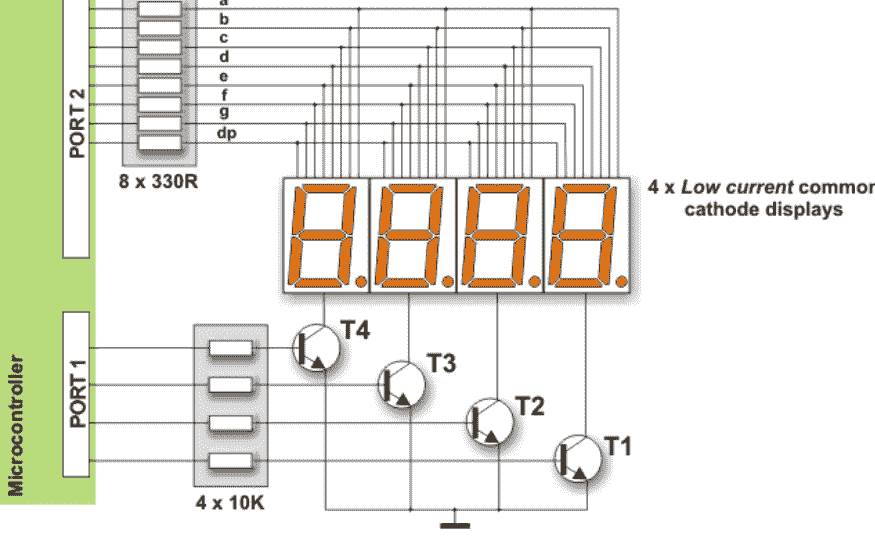 a
b
c
d
e
f
g
dp
PORT 2
8 x 330R
4 x Low current common
cathode displays
T4
T3
T2
T1
PORT 1
Microcontroller
4 x 10K